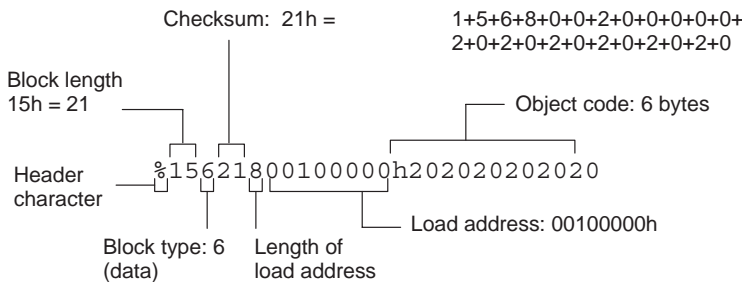 Checksum: 21h = 1+5+6+8+0+0+2+0+0+0+0+0+
2+0+2+0+2+0+2+0+2+0+2+0
Block length
15h = 21
Object code: 6 bytes
%15621800100000h202020202020
Header
character
Load address: 00100000h
Block type: 6
(data)
Length of
load address